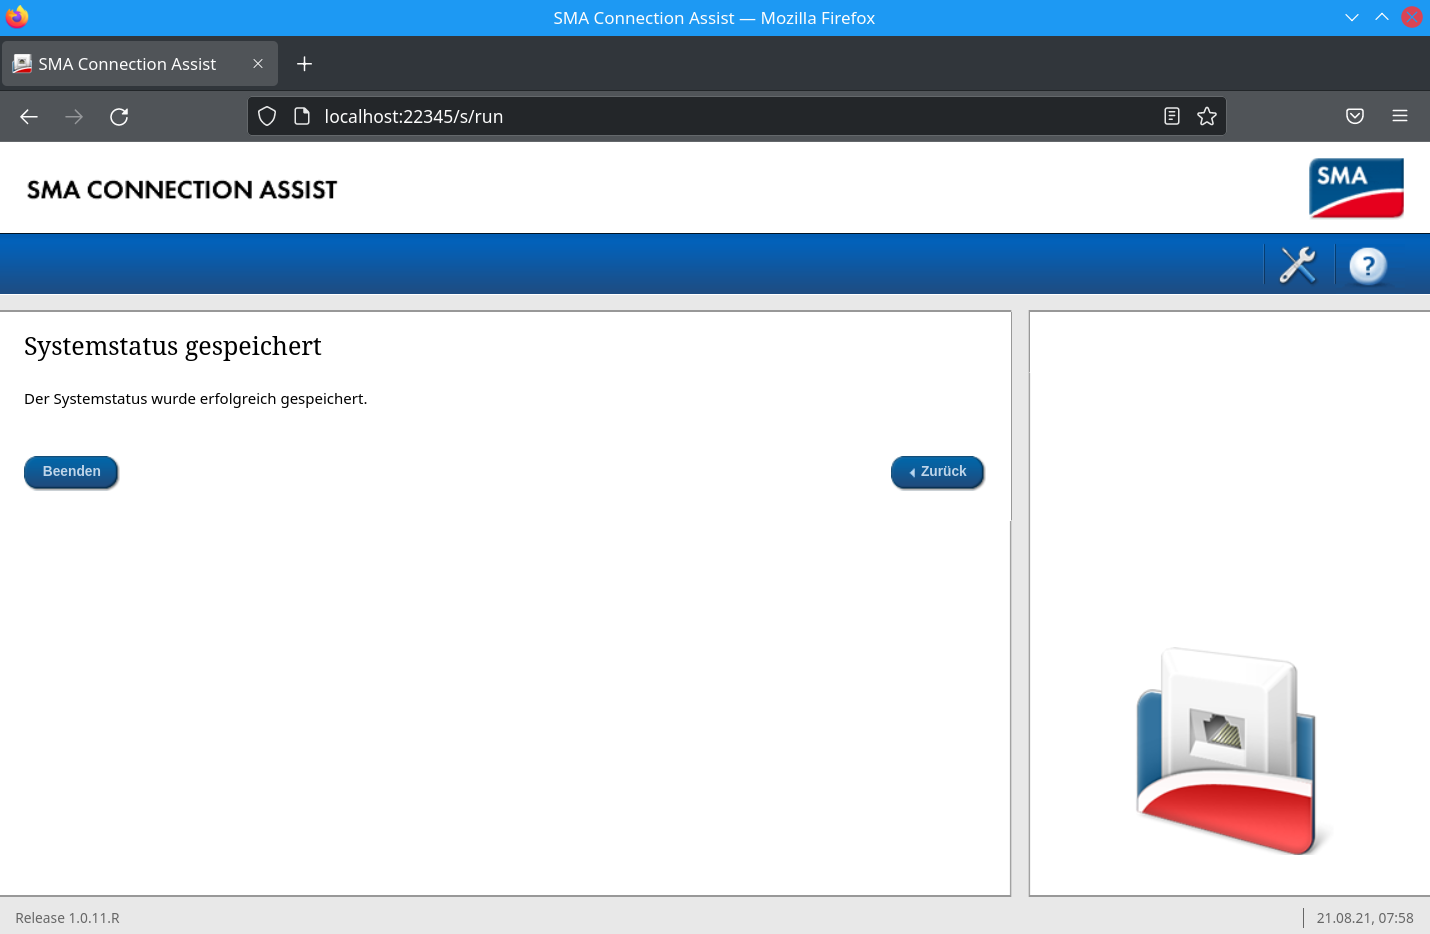 SMA Connection Assist — Mozilla Firefox
SMA Connection Assist
localhost:22345/s/run
SMA CONNECTION ASSIST
SMA
?
Systemstatus gespeichert
Der Systemstatus wurde erfolgreich gespeichert.
Beenden
Zurück
Release 1.0.11.R
21.08.21, 07:58